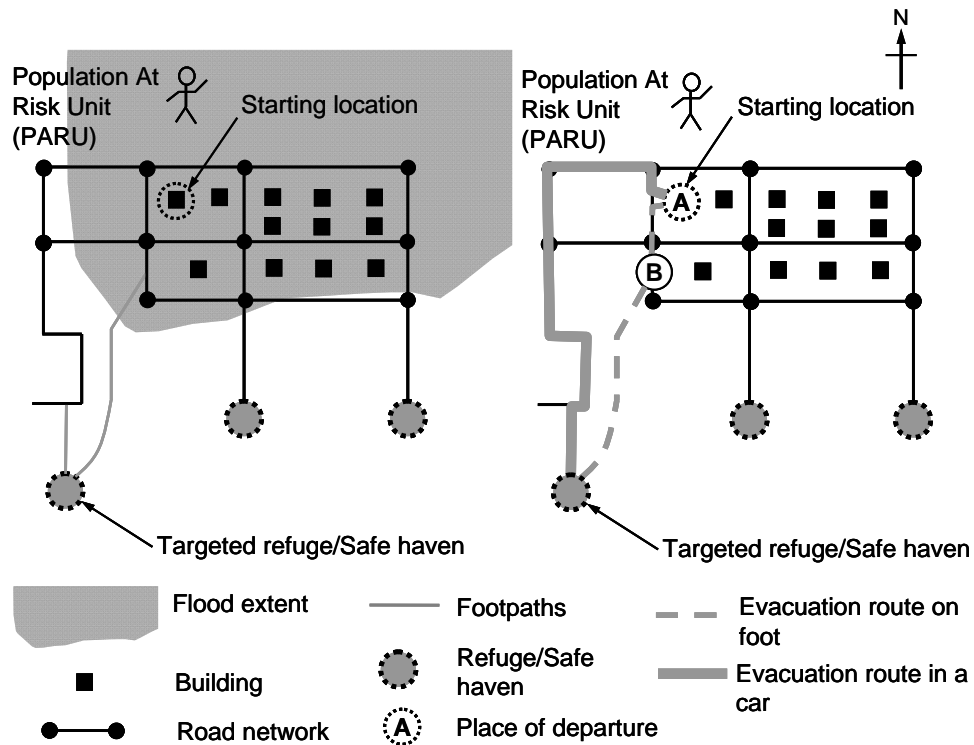 N
Population At
Risk Unit
(PARU)
Starting location
Targeted refuge/Safe haven
Population At
Risk Unit
(PARU)
Starting location
A
B
Targeted refuge/Safe haven
Flood extent
Footpaths
Evacuation route on
foot
Building
Refuge/Safe
haven
Evacuation route in a
car
Road network
A
Place of departure